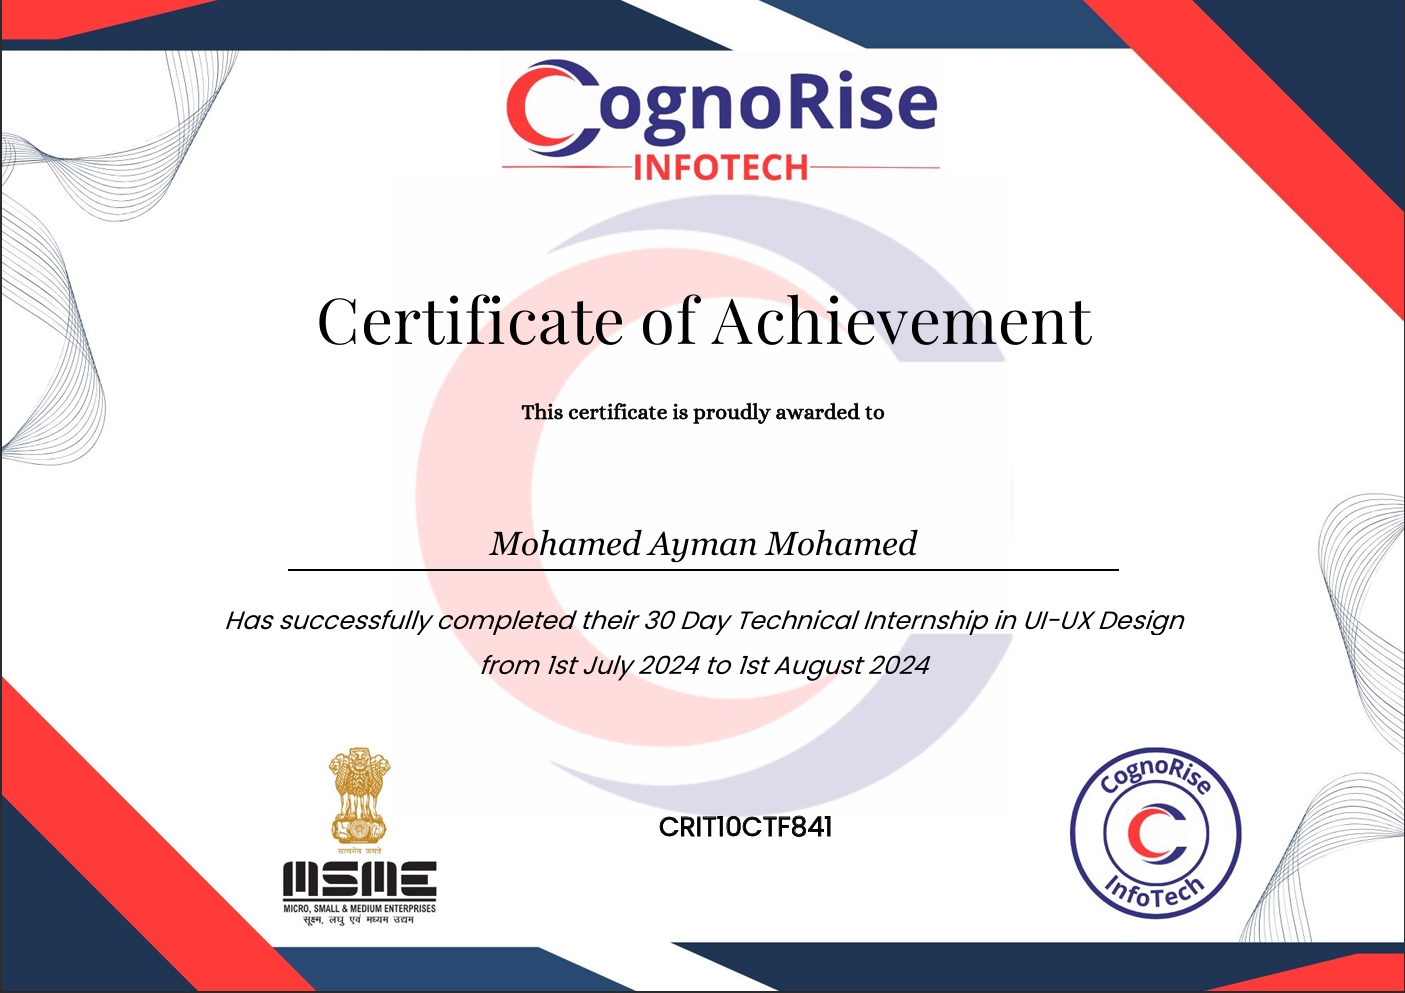 CognoRise
INFOTECH
Certificate of Achievement
This certificate is proudly awarded to
Mohamed Ayman Mohamed
Has successfully completed their 30 Day Technical Internship in UI-UX Design
from 1st July 2024 to 1st August 2024
सत्यमेव जयते
MSME
MICRO, SMALL & MEDIUM ENTERPRISES
सूक्ष्म, लघु एवं मध्यम उद्यम
CRIT10CTF841
CognoRise
InfoTech